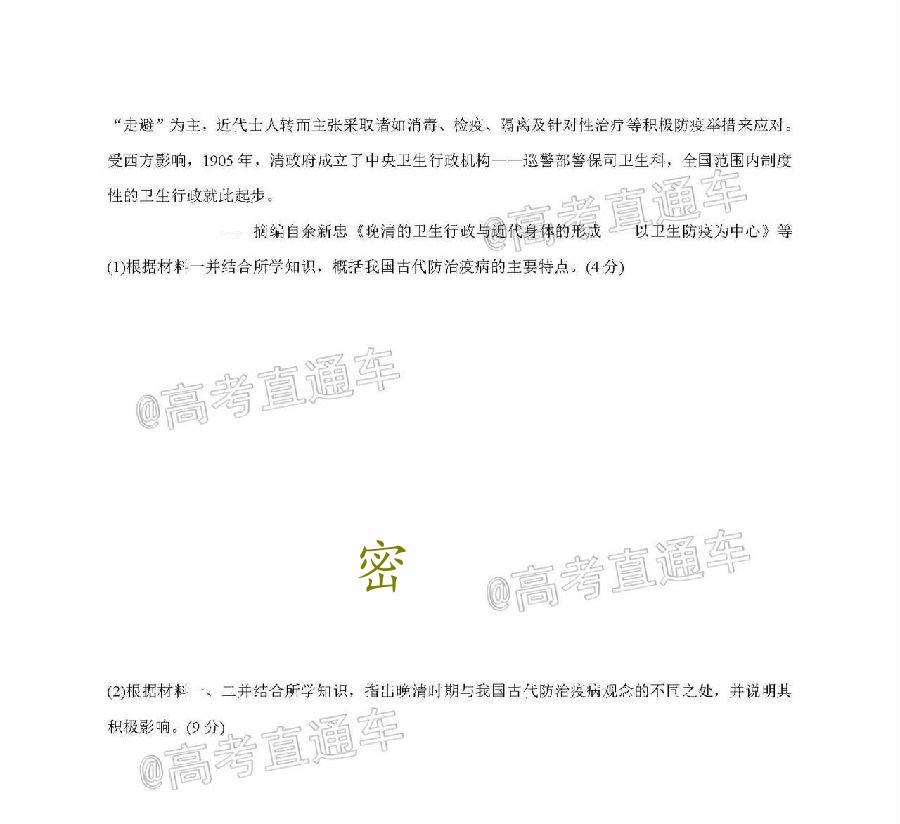 “走避”为主，近代士人转而主张采取诸如消毒、检疫、隔离及针对性治疗等积极防疫举措来应对。
受西方影响，1905 年，清政府成立了中央卫生行政机构——巡警部警保司卫生科，全国范围内制度
性的卫生行政就此起步。
@高考直通车
——摘编自余新忠《晚清的卫生行政与近代身体的形成——以卫生防疫为中心》等
(1)根据材料一并结合所学知识，概括我国古代防治疫病的主要特点。(4 分)
@高考直通车
密
@高考直通车
(2)根据材料一、二并结合所学知识，指出晚清时期与我国古代防治疫病观念的不同之处，并说明其
积极影响。(9 分)
@高考直通车